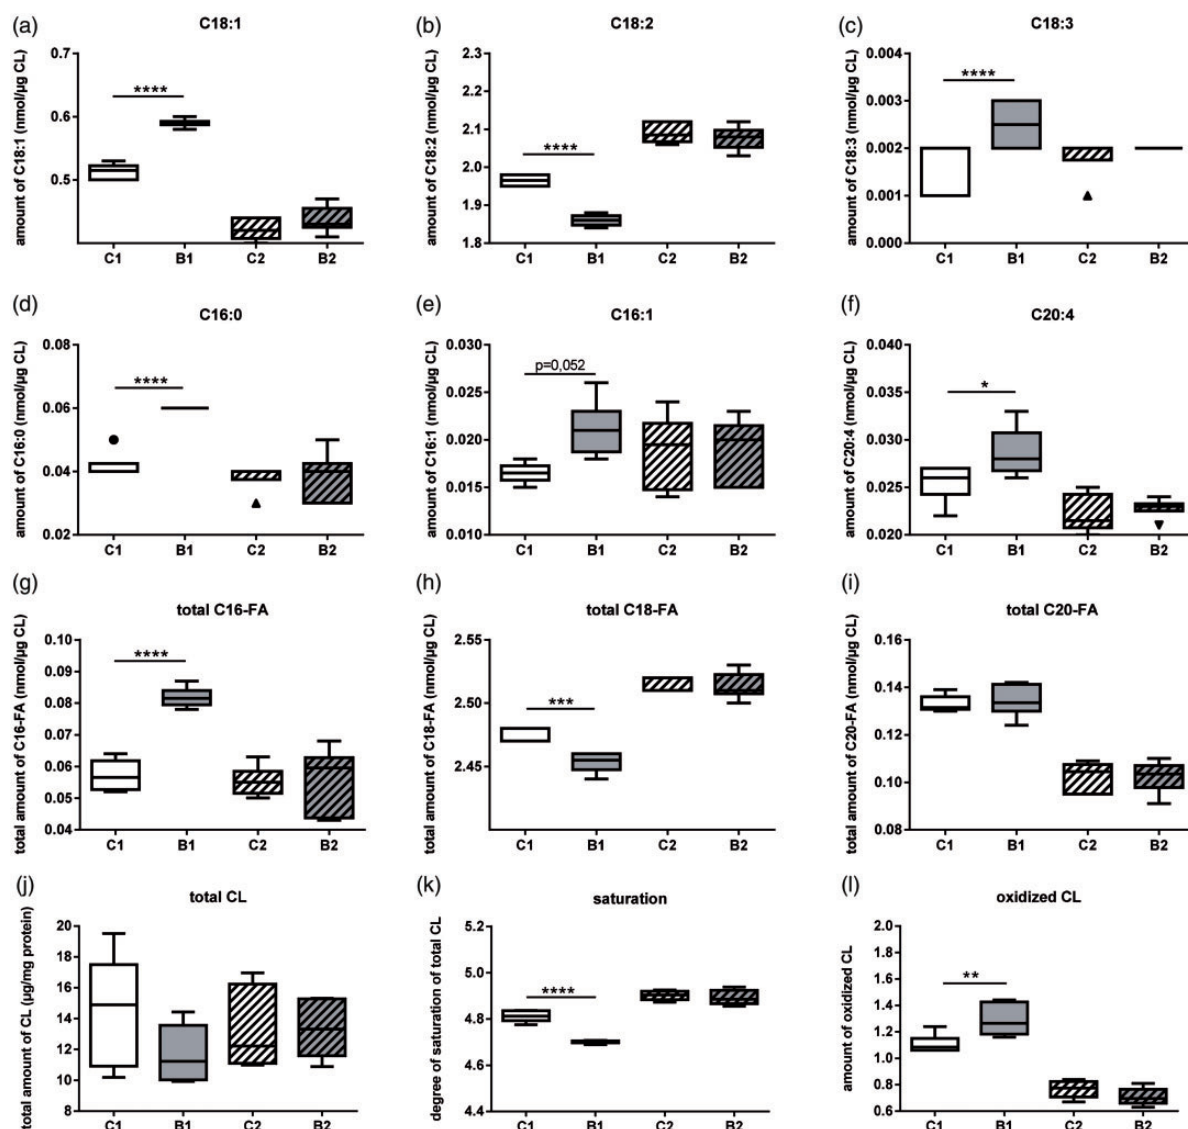 (a)
C18:1
amount of C18:1 (nmol/µg CL)
0.7
0.6
0.5
****
C1 B1 C2 B2
(b)
C18:2
amount of C18:2 (nmol/µg CL)
2.3
2.2
2.1
2.0
1.9
1.8
****
C1 B1 C2 B2
(c)
C18:3
amount of C18:3 (nmol/µg CL)
0.004
0.003
0.002
0.001
0.000
****
C1 B1 C2 B2
(d)
C16:0
amount of C16:0 (nmol/µg CL)
0.08
0.06
0.04
0.02
****
C1 B1 C2 B2
(e)
C16:1
amount of C16:1 (nmol/µg CL)
0.030
0.025
0.020
0.015
0.010
p=0,052
C1 B1 C2 B2
(f)
C20:4
amount of C20:4 (nmol/µg CL)
0.040
0.035
0.030
0.025
0.020
*
C1 B1 C2 B2
(g)
total C16-FA
total amount of C16-FA (nmol/µg CL)
0.10
0.09
0.08
0.07
0.06
0.05
0.04
****
C1 B1 C2 B2
(h)
total C18-FA
total amount of C18-FA (nmol/µg CL)
2.55
2.50
2.45
***
C1 B1 C2 B2
(i)
total C20-FA
total amount of C20-FA (nmol/µg CL)
0.16
0.14
0.12
0.10
0.08
C1 B1 C2 B2
(j)
total CL
total amount of CL (µg/mg protein)
20
18
16
14
12
10
8
C1 B1 C2 B2
(k)
saturation
degree of saturation of total CL
5.2
5.0
4.8
4.6
4.4
****
C1 B1 C2 B2
(l)
oxidized CL
amount of oxidized CL
2.0
1.8
1.6
1.4
1.2
1.0
0.8
0.6
**
C1 B1 C2 B2